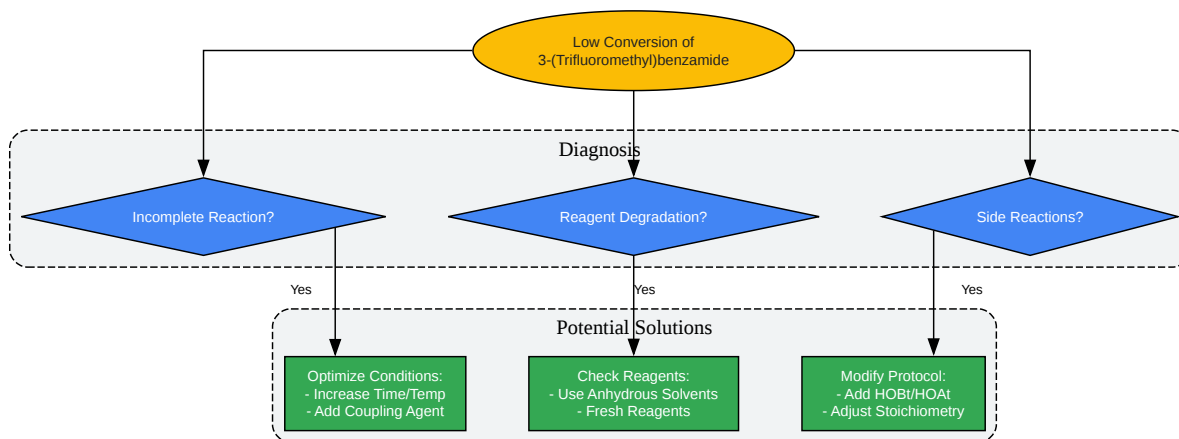 Low Conversion of
3-(Trifluoromethyl)benzamide
Diagnosis
Incomplete Reaction?
Reagent Degradation?
Side Reactions?
Yes
Yes
Yes
Potential Solutions
Optimize Conditions:
- Increase Time/Temp
- Add Coupling Agent
Check Reagents:
- Use Anhydrous Solvents
- Fresh Reagents
Modify Protocol:
- Add HOBt/HOAt
- Adjust Stoichiometry